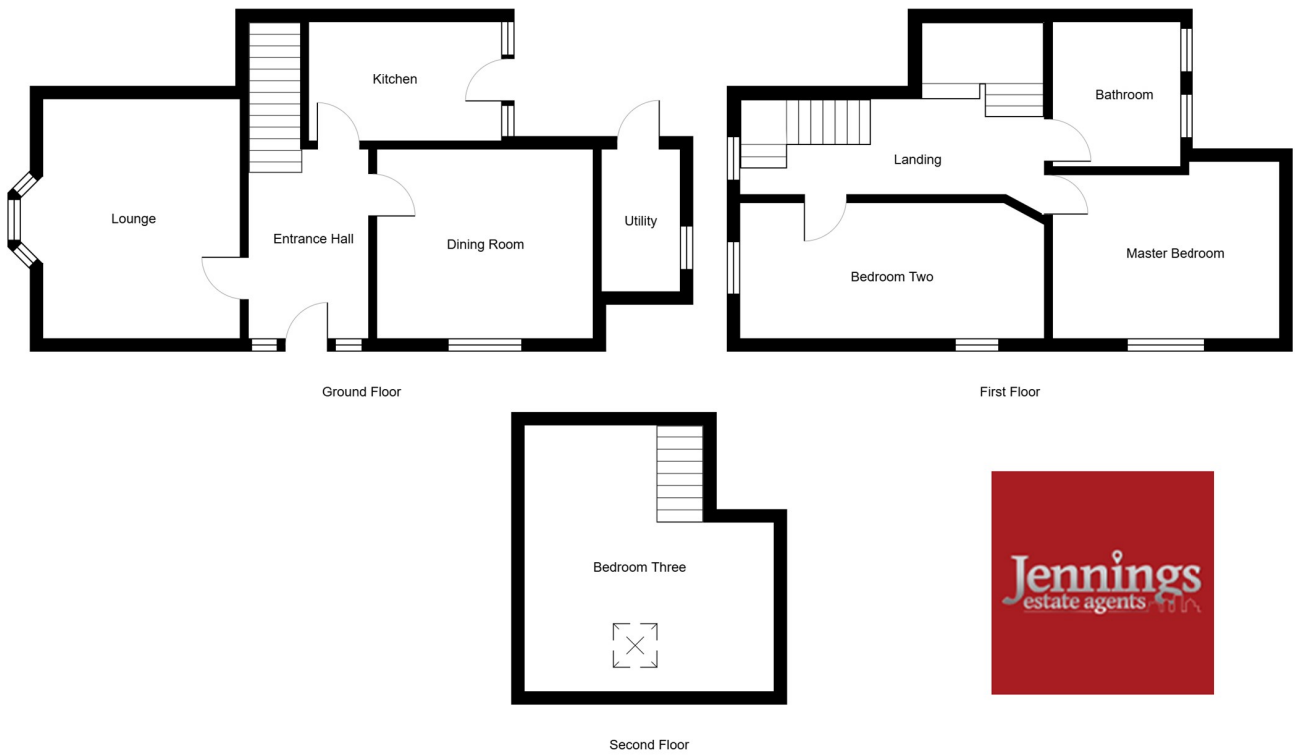 Kitchen
Bathroom
Landing
Lounge
Utility
Entrance Hall
Dining Room
Master Bedroom
Bedroom Two
Ground Floor
First Floor
Bedroom Three
Jennings
estate agents
Second Floor